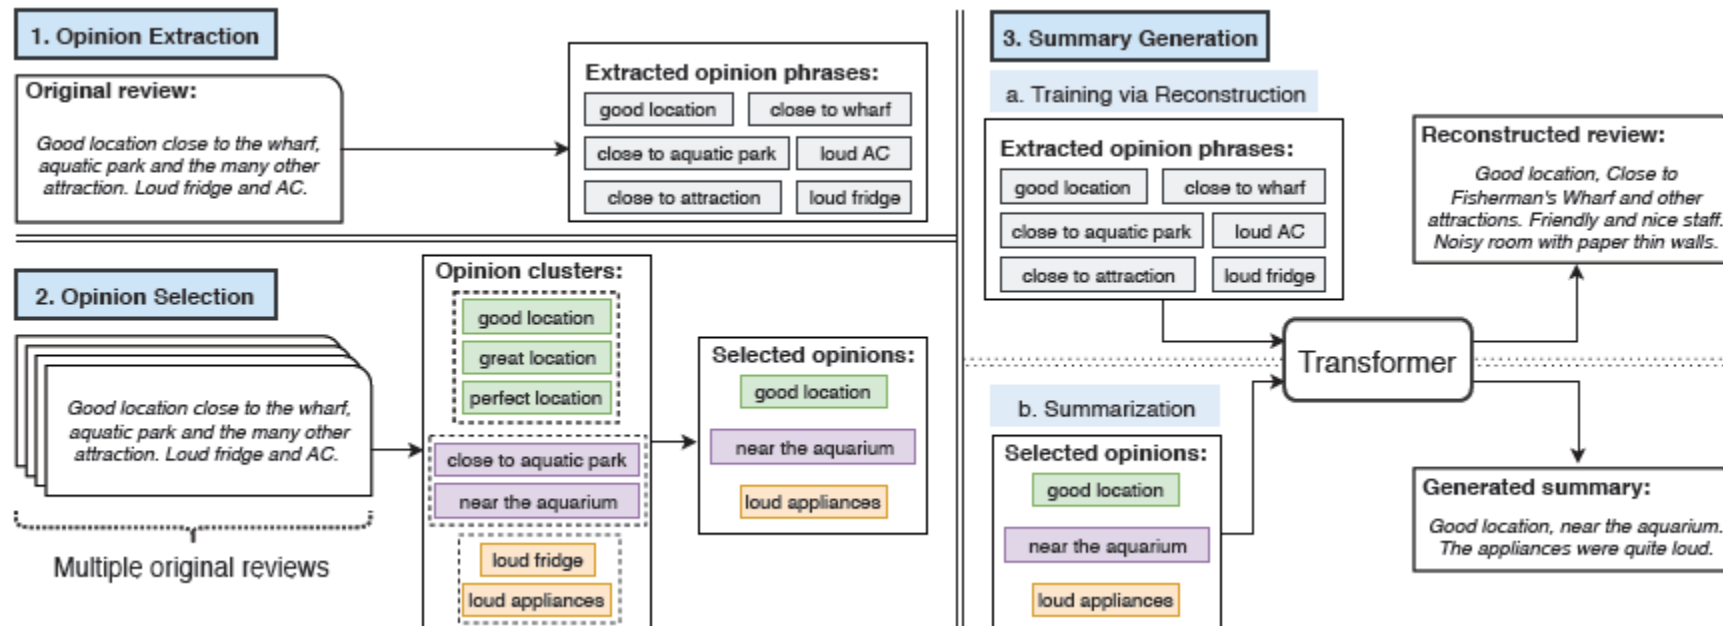 1. Opinion Extraction
Original review:
Good location close to the wharf,
aquatic park and the many other
attraction. Loud fridge and AC.
Extracted opinion phrases:
good location
close to wharf
close to aquatic park
loud AC
close to attraction
loud fridge
2. Opinion Selection
Good location close to the wharf,
aquatic park and the many other
attraction. Loud fridge and AC.
Multiple original reviews
Opinion clusters:
good location
great location
perfect location
close to aquatic park
near the aquarium
loud fridge
loud appliances
Selected opinions:
good location
near the aquarium
loud appliances
3. Summary Generation
a. Training via Reconstruction
Extracted opinion phrases:
good location
close to wharf
close to aquatic park
loud AC
close to attraction
loud fridge
Transformer
Reconstructed review:
Good location, Close to
Fisherman's Wharf and other
attractions. Friendly and nice staff.
Noisy room with paper thin walls.
b. Summarization
Selected opinions:
good location
near the aquarium
loud appliances
Generated summary:
Good location, near the aquarium.
The appliances were quite loud.